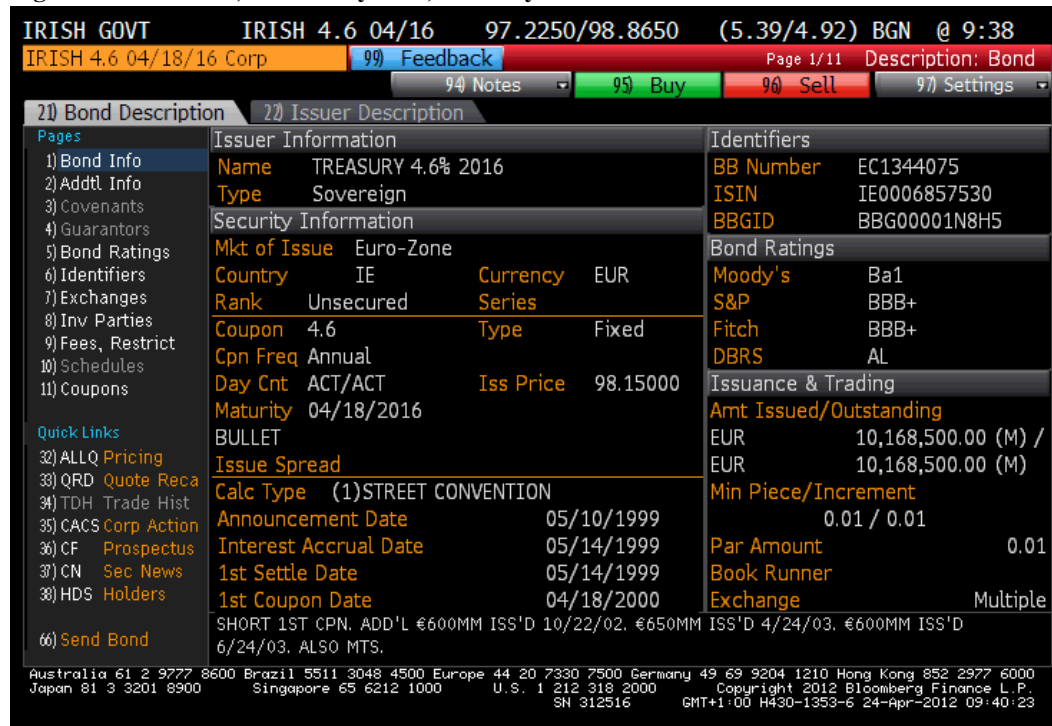 IRISH GOVT IRISH 4.6 04/16 97.2250/98.8650 (5.39/4.92) BGN @ 9:38
IRISH 4.6 04/18/16 Corp 99) Feedback Page 1/11 Description: Bond
94) Notes 95) Buy 96) Sell 97) Settings
21) Bond Description 22) Issuer Description
Pages
1) Bond Info
2) Addtl Info
3) Covenants
4) Guarantors
5) Bond Ratings
6) Identifiers
7) Exchanges
8) Inv Parties
9) Fees, Restrict
10) Schedules
11) Coupons
Quick Links
32) ALLQ Pricing
33) QRD Quote Reca
34) TDH Trade Hist
35) CACS Corp Action
36) CF Prospectus
37) CN Sec News
38) HDS Holders
66) Send Bond
Issuer Information
Name TREASURY 4.6% 2016
Type Sovereign
Security Information
Mkt of Issue Euro-Zone
Country IE Currency EUR
Rank Unsecured Series
Coupon 4.6 Type Fixed
Cpn Freq Annual
Day Cnt ACT/ACT Iss Price 98.15000
Maturity 04/18/2016
BULLET
Issue Spread
Calc Type (1)STREET CONVENTION
Announcement Date 05/10/1999
Interest Accrual Date 05/14/1999
1st Settle Date 05/14/1999
1st Coupon Date 04/18/2000
Identifiers
BB Number EC1344075
ISIN IE0006857530
BBGID BBG00001N8H5
Bond Ratings
Moody's Ba1
S&P BBB+
Fitch BBB+
DBRS AL
Issuance & Trading
Amt Issued/Outstanding
EUR 10,168,500.00 (M) /
EUR 10,168,500.00 (M)
Min Piece/Increment
0.01 / 0.01
Par Amount 0.01
Book Runner
Exchange Multiple
SHORT 1ST CPN. ADD'L €600MM ISS'D 10/22/02. €650MM ISS'D 4/24/03. €600MM ISS'D
6/24/03. ALSO MTS.
Australia 61 2 9777 8600 Brazil 5511 3048 4500 Europe 44 20 7330 7500 Germany 49 69 9204 1210 Hong Kong 852 2977 6000
Japan 81 3 3201 8900 Singapore 65 6212 1000 U.S. 1 212 318 2000 Copyright 2012 Bloomberg Finance L.P.
SN 312516 GMT+1:00 H430-1353-6 24-Apr-2012 09:40:23